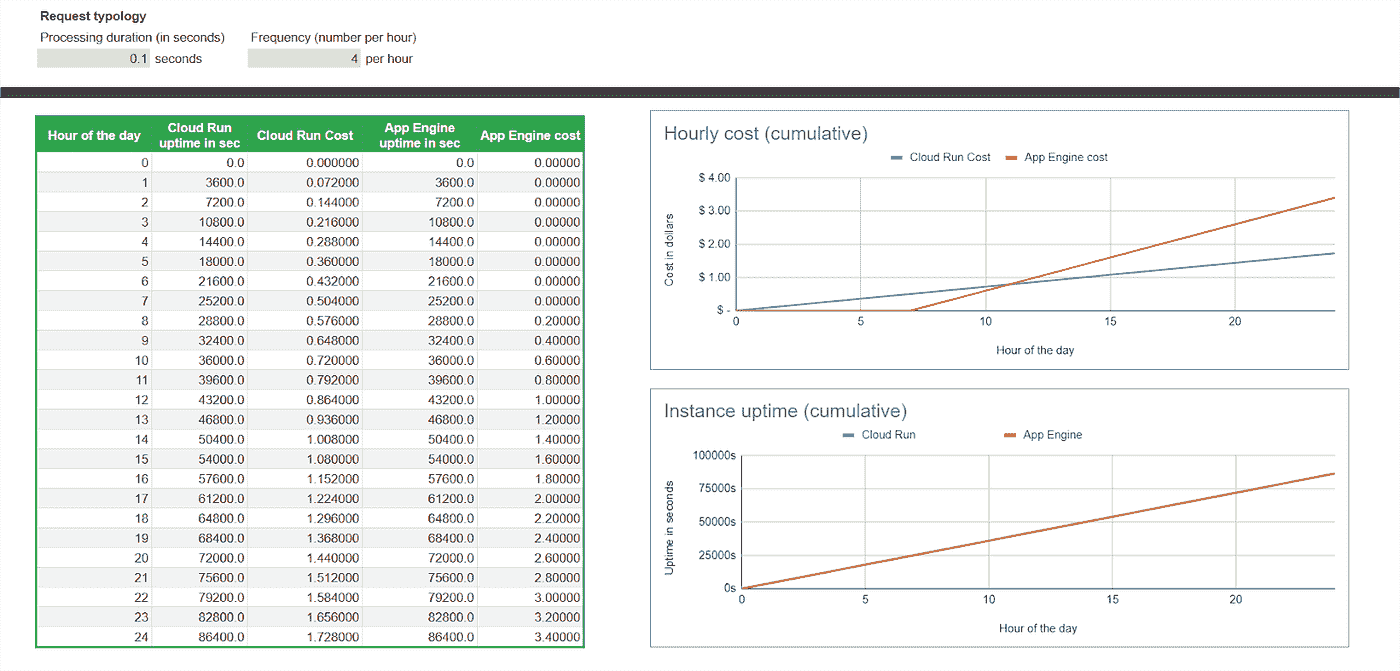 Request typology
Processing duration (in seconds) Frequency (number per hour)
0.1 seconds 4 per hour
Hour of the day Cloud Run uptime in sec Cloud Run Cost App Engine uptime in sec App Engine cost
0 0.0 0.000000 0.0 0.00000
1 3600.0 0.072000 3600.0 0.00000
2 7200.0 0.144000 7200.0 0.00000
3 10800.0 0.216000 10800.0 0.00000
4 14400.0 0.288000 14400.0 0.00000
5 18000.0 0.360000 18000.0 0.00000
6 21600.0 0.432000 21600.0 0.00000
7 25200.0 0.504000 25200.0 0.00000
8 28800.0 0.576000 28800.0 0.20000
9 32400.0 0.648000 32400.0 0.40000
10 36000.0 0.720000 36000.0 0.60000
11 39600.0 0.792000 39600.0 0.80000
12 43200.0 0.864000 43200.0 1.00000
13 46800.0 0.936000 46800.0 1.20000
14 50400.0 1.008000 50400.0 1.40000
15 54000.0 1.080000 54000.0 1.60000
16 57600.0 1.152000 57600.0 1.80000
17 61200.0 1.224000 61200.0 2.00000
18 64800.0 1.296000 64800.0 2.20000
19 68400.0 1.368000 68400.0 2.40000
20 72000.0 1.440000 72000.0 2.60000
21 75600.0 1.512000 75600.0 2.80000
22 79200.0 1.584000 79200.0 3.00000
23 82800.0 1.656000 82800.0 3.20000
24 86400.0 1.728000 86400.0 3.40000
Hourly cost (cumulative)
Cloud Run Cost App Engine cost
Cost in dollars
$ 4.00
$ 3.00
$ 2.00
$ 1.00
$ -
0 5 10 15 20
Hour of the day
Instance uptime (cumulative)
Cloud Run App Engine
Uptime in seconds
100000s
75000s
50000s
25000s
0s
0 5 10 15 20
Hour of the day